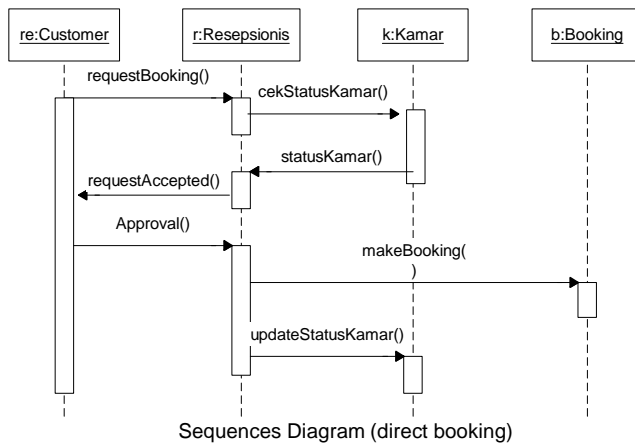 re:Customer
r:Resepsionis
k:Kamar
b:Booking
requestBooking()
cekStatusKamar()
statusKamar()
requestAccepted()
Approval()
makeBooking(
)
updateStatusKamar()
Sequences Diagram (direct booking)